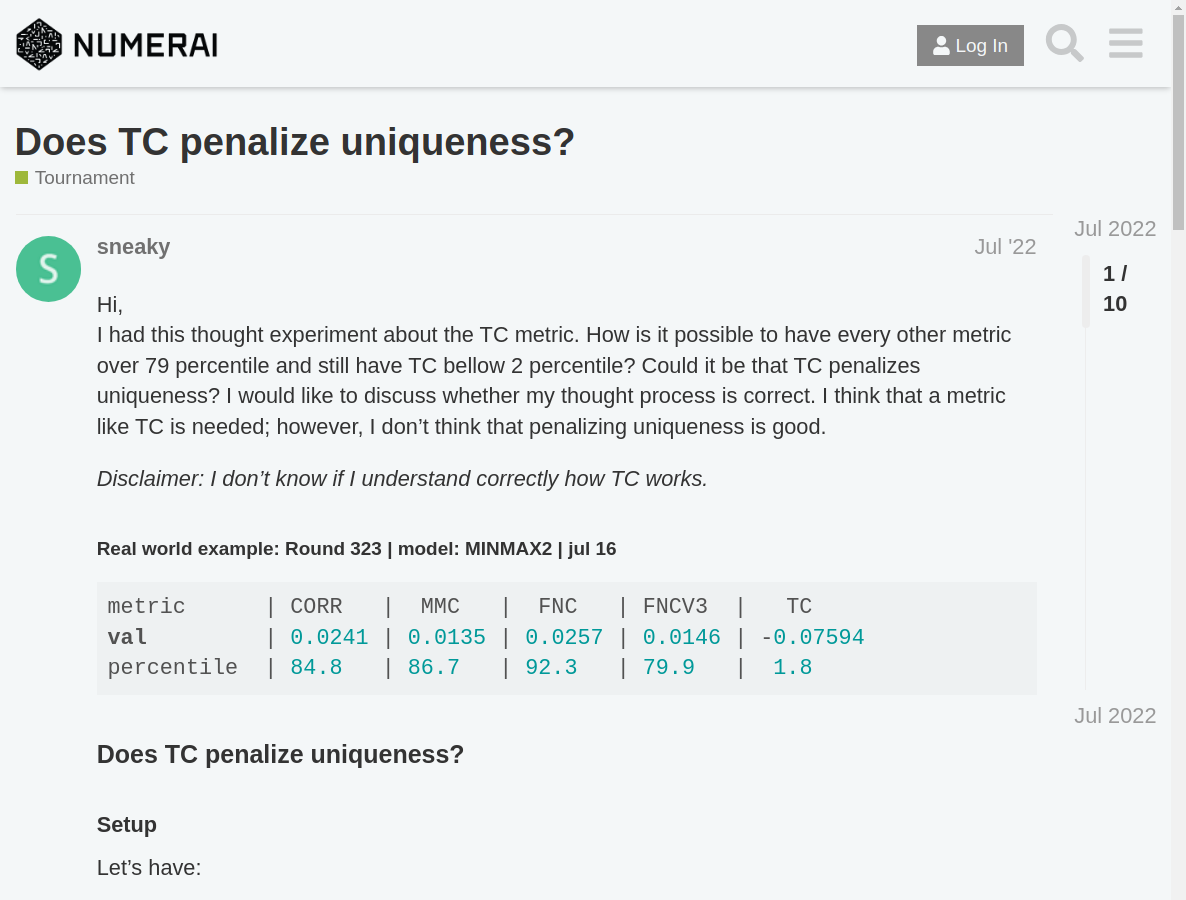 NUMERAI
Log In
Does TC penalize uniqueness?
Tournament
Jul 2022
sneaky
Jul '22
1 /
10
Hi,
I had this thought experiment about the TC metric. How is it possible to have every other metric
over 79 percentile and still have TC bellow 2 percentile? Could it be that TC penalizes
uniqueness? I would like to discuss whether my thought process is correct. I think that a metric
like TC is needed; however, I don’t think that penalizing uniqueness is good.
Disclaimer: I don’t know if I understand correctly how TC works.
Real world example: Round 323 | model: MINMAX2 | jul 16
metric | CORR | MMC | FNC | FNCV3 | TC
val | 0.0241 | 0.0135 | 0.0257 | 0.0146 | -0.07594
percentile | 84.8 | 86.7 | 92.3 | 79.9 | 1.8
Jul 2022
Does TC penalize uniqueness?
Setup
Let’s have: